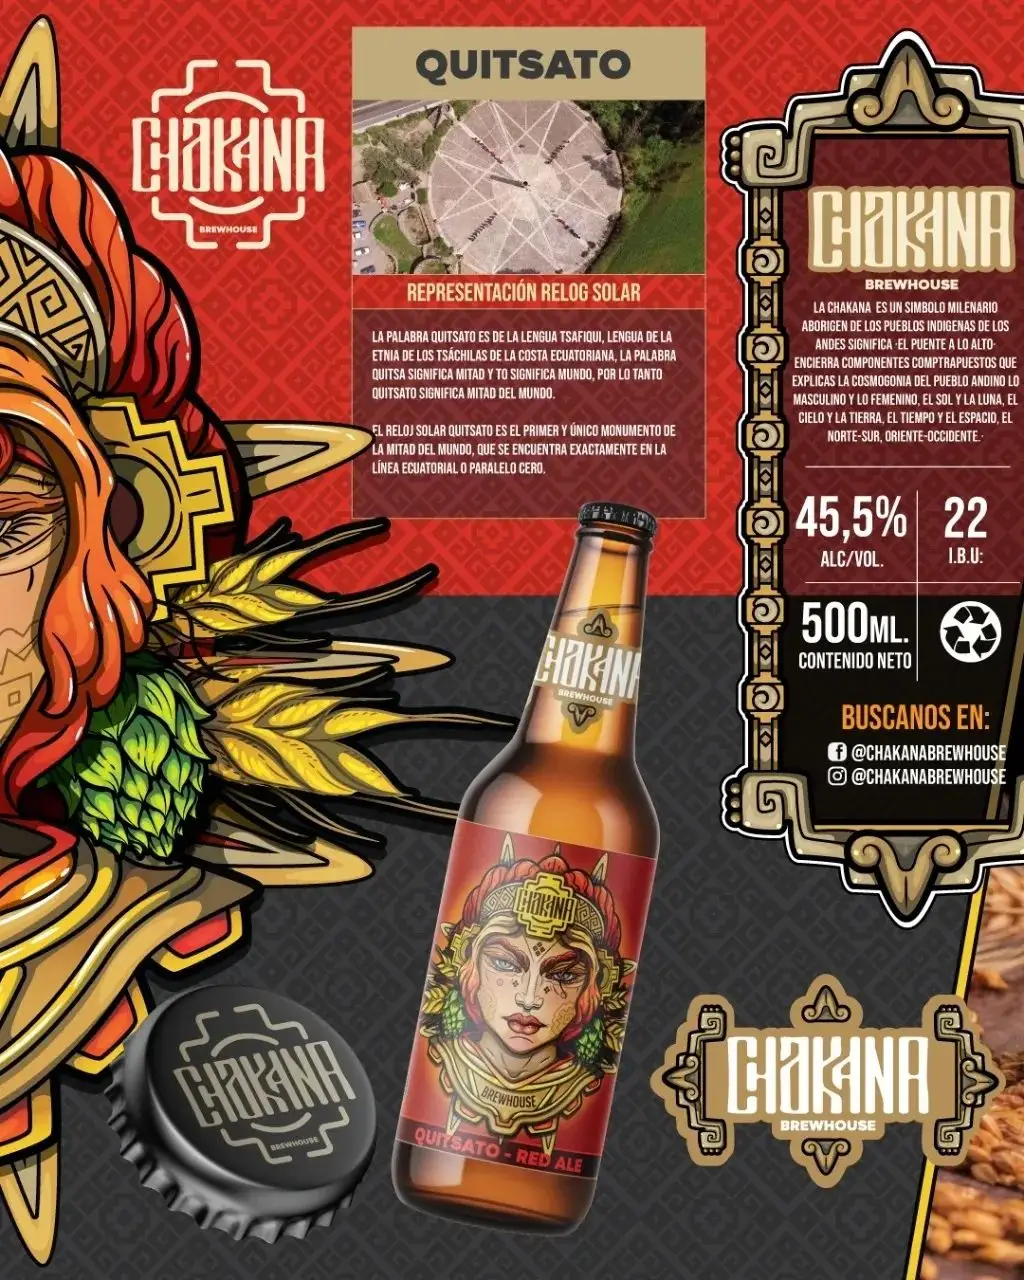 CHAKANA
BREWHOUSE
QUITSATO
REPRESENTACIÓN RELOG SOLAR
LA PALABRA QUITSATO ES DE LA LENGUA TSAFIQUI, LENGUA DE LA
ETNIA DE LOS TSÁCHILAS DE LA COSTA ECUATORIANA, LA PALABRA
QUITSA SIGNIFICA MITAD Y TO SIGNIFICA MUNDO, POR LO TANTO
QUITSATO SIGNIFICA MITAD DEL MUNDO.
EL RELOJ SOLAR QUITSATO ES EL PRIMER Y ÚNICO MONUMENTO DE
LA MITAD DEL MUNDO, QUE SE ENCUENTRA EXACTAMENTE EN LA
LÍNEA ECUATORIAL O PARALELO CERO.
CHAKANA
BREWHOUSE
LA CHAKANA ES UN SIMBOLO MILENARIO
ABORIGEN DE LOS PUEBLOS INDIGENAS DE LOS
ANDES SIGNIFICA -EL PUENTE A LO ALTO-
ENCIERRA COMPONENTES COMPTRAPUESTOS QUE
EXPLICAS LA COSMOGONIA DEL PUEBLO ANDINO LO
MASCULINO Y LO FEMENINO, EL SOL Y LA LUNA, EL
CIELO Y LA TIERRA, EL TIEMPO Y EL ESPACIO, EL
NORTE-SUR, ORIENTE-OCCIDENTE.-
45,5%
ALC/VOL.
22
I.B.U:
500ML.
CONTENIDO NETO
BUSCANOS EN:
@CHAKANABREWHOUSE
@CHAKANABREWHOUSE
CHAKANA
BREWHOUSE
CHAKANA
BREWHOUSE
QUITSATO - RED ALE
CHAKANA
BREWHOUSE
CHAKANA
BREWHOUSE